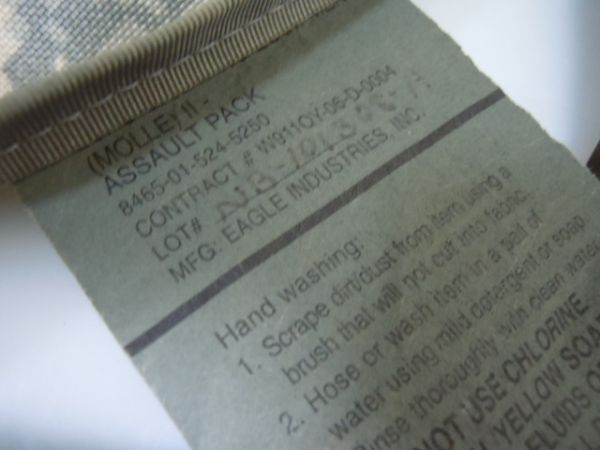 (MOLLE) II -
ASSAULT PACK
8465-01-524-5250
CONTRACT # W911OY-06-D-0004
LOT#
MFG: EAGLE INDUSTRIES, INC.
Hand washing:
1. Scrape dirt/dust from item using a
brush that will not cut into fabric.
2. Hose or wash item in a pail of
water using mild detergent or soap.
Rinse thoroughly with clean water
NOT USE CHLORINE
YELLOW SOAP
FLUIDS O